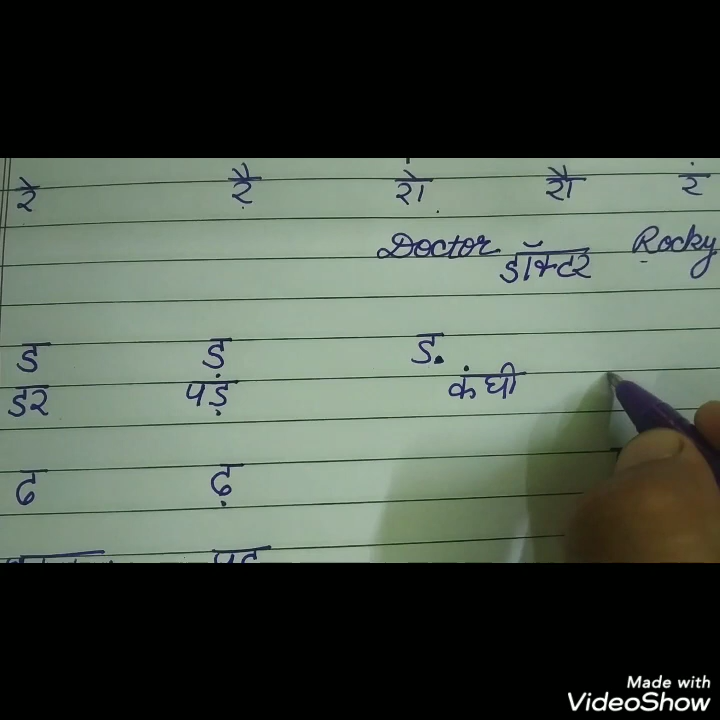 रे रै रो रौ रं
Doctor डॉक्टर Rocky
ड ड़ ङ
डर पड़े कंघी
ढ ढ़
Made with
VideoShow